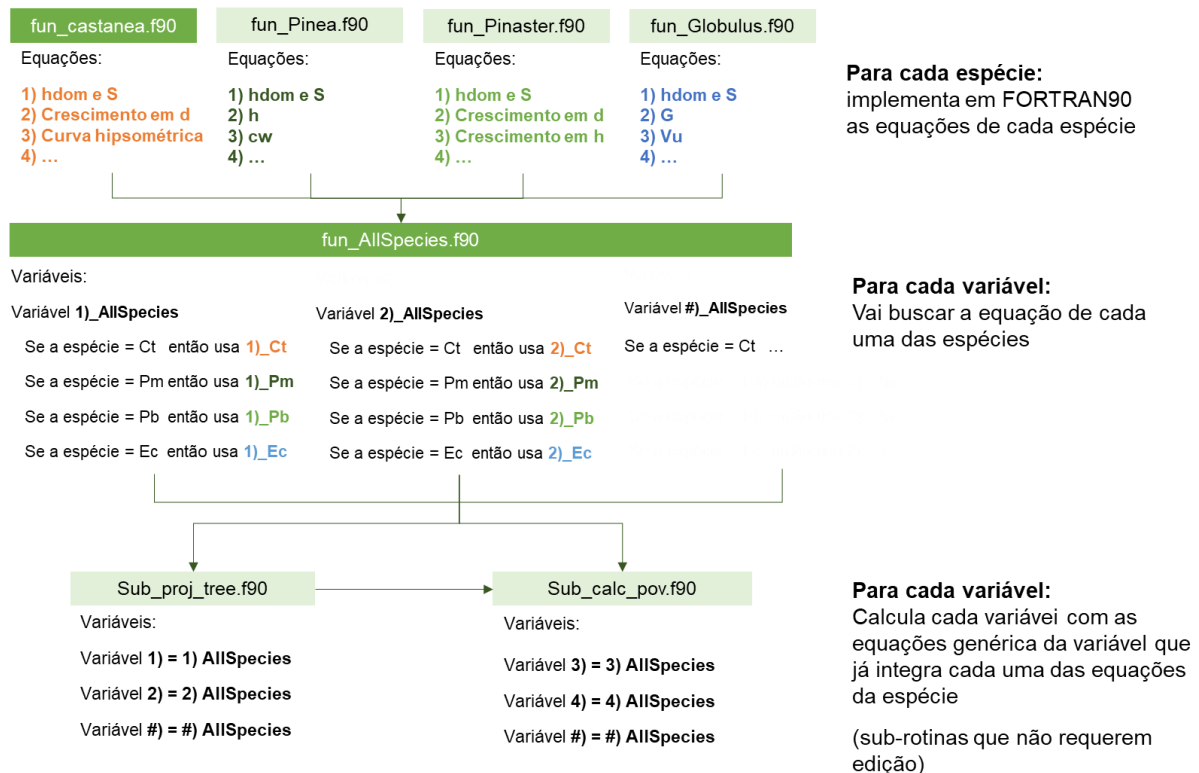 fun_castanea.f90
Equações:
1) hdom e S
2) Crescimento em d
3) Curva hipsométrica
4) …
fun_Pinea.f90
Equações:
1) hdom e S
2) h
3) cw
4) …
fun_Pinaster.f90
Equações:
1) hdom e S
2) Crescimento em d
3) Crescimento em h
4) …
fun_Globulus.f90
Equações:
1) hdom e S
2) G
3) Vu
4) …
Para cada espécie:
implementa em FORTRAN90
as equações de cada espécie
fun_AllSpecies.f90
Variáveis:
Variável 1)_AllSpecies
Se a espécie = Ct então usa 1)_Ct
Se a espécie = Pm então usa 1)_Pm
Se a espécie = Pb então usa 1)_Pb
Se a espécie = Ec então usa 1)_Ec
Variável 2)_AllSpecies
Se a espécie = Ct então usa 2)_Ct
Se a espécie = Pm então usa 2)_Pm
Se a espécie = Pb então usa 2)_Pb
Se a espécie = Ec então usa 2)_Ec
Variável #)_AllSpecies
Se a espécie = Ct …
Para cada variável:
Vai buscar a equação de cada
uma das espécies
Sub_proj_tree.f90
Variáveis:
Variável 1) = 1) AllSpecies
Variável 2) = 2) AllSpecies
Variável #) = #) AllSpecies
Sub_calc_pov.f90
Variáveis:
Variável 3) = 3) AllSpecies
Variável 4) = 4) AllSpecies
Variável #) = #) AllSpecies
Para cada variável:
Calcula cada variávei com as
equações genérica da variável que
já integra cada uma das equações
da espécie
(sub-rotinas que não requerem
edição)